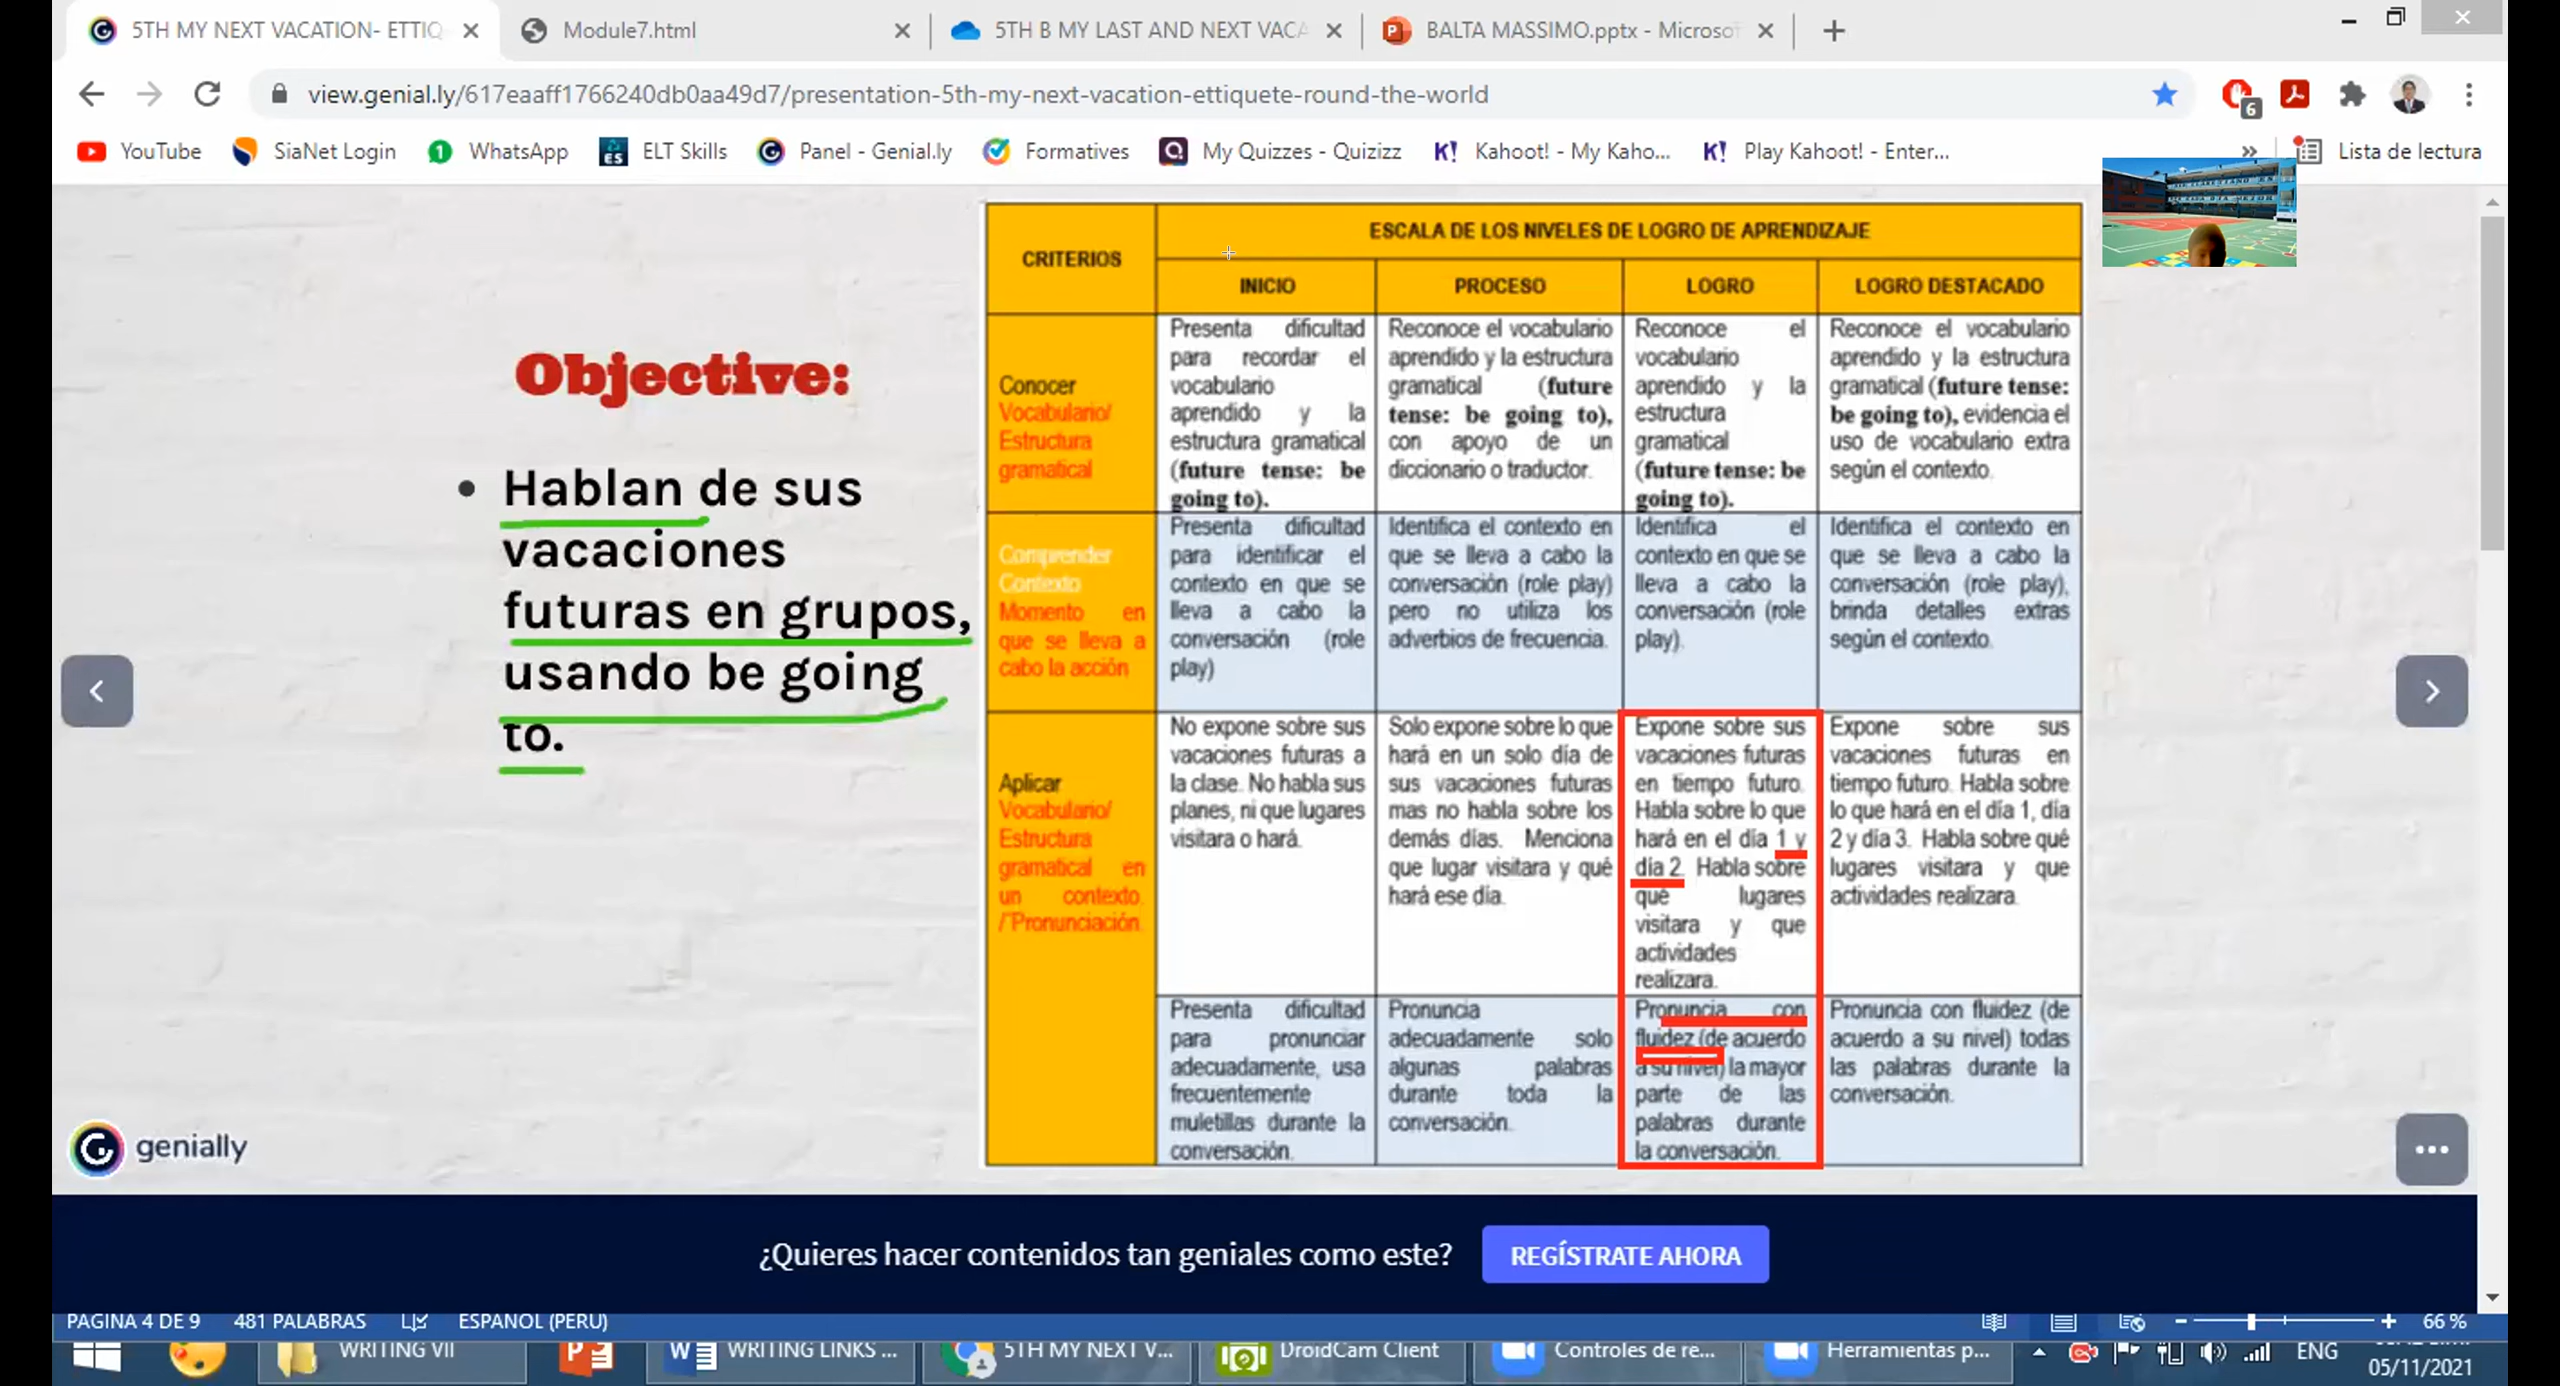 5TH MY NEXT VACATION- ETTIQ
Module7.html
5TH B MY LAST AND NEXT VACA
BALTA MASSIMO.pptx - Microsof
view.genial.ly/617eaaff1766240db0aa49d7/presentation-5th-my-next-vacation-ettiquete-round-the-world
6
YouTube
SiaNet Login
WhatsApp
ELT Skills
Panel - Genial.ly
Formatives
My Quizzes - Quizizz
Kahoot! - My Kaho...
Play Kahoot! - Enter...
»
Lista de lectura
Objective:
• Hablan de sus
vacaciones
futuras en grupos,
usando be going
to.
CRITERIOS
ESCALA DE LOS NIVELES DE LOGRO DE APRENDIZAJE
INICIO
PROCESO
LOGRO
LOGRO DESTACADO
Conocer
Vocabulario/
Estructura
gramatical
Presenta dificultad
para recordar el
vocabulario
aprendido y la
estructura gramatical
(future tense: be
going to).
Reconoce el vocabulario
aprendido y la estructura
gramatical (future
tense: be going to),
con apoyo de un
diccionario o traductor.
Reconoce el
vocabulario
aprendido y la
estructura
gramatical
(future tense: be
going to).
Reconoce el vocabulario
aprendido y la estructura
gramatical (future tense:
be going to), evidencia el
uso de vocabulario extra
según el contexto.
Comprender
Contexto
Momento en
que se lleva a
cabo la acción
Presenta dificultad
para identificar el
contexto en que se
lleva a cabo la
conversación (role
play)
Identifica el contexto en
que se lleva a cabo la
conversación (role play)
pero no utiliza los
adverbios de frecuencia.
Identifica el
contexto en que se
lleva a cabo la
conversación (role
play).
Identifica el contexto en
que se lleva a cabo la
conversación (role play),
brinda detalles extras
según el contexto.
Aplicar
Vocabulario/
Estructura
gramatical en
un contexto.
/¨Pronunciación.
No expone sobre sus
vacaciones futuras a
la clase. No habla sus
planes, ni que lugares
visitara o hará.
Solo expone sobre lo que
hará en un solo día de
sus vacaciones futuras
mas no habla sobre los
demás días. Menciona
que lugar visitara y qué
hará ese día.
Expone sobre sus
vacaciones futuras
en tiempo futuro.
Habla sobre lo que
hará en el día 1 y
día 2. Habla sobre
qué lugares
visitara y que
actividades
realizara.
Expone sobre sus
vacaciones futuras en
tiempo futuro. Habla sobre
lo que hará en el día 1, día
2 y día 3. Habla sobre qué
lugares visitara y que
actividades realizara.
Presenta dificultad
para pronunciar
adecuadamente, usa
frecuentemente
muletillas durante la
conversación.
Pronuncia
adecuadamente solo
algunas palabras
durante toda la
conversación.
Pronuncia con
fluidez (de acuerdo
a su nivel) la mayor
parte de las
palabras durante
la conversación.
Pronuncia con fluidez (de
acuerdo a su nivel) todas
las palabras durante la
conversación.
genially
¿Quieres hacer contenidos tan geniales como este?
REGÍSTRATE AHORA
PÁGINA 4 DE 9
481 PALABRAS
ESPAÑOL (PERÚ)
66 %
WRITING VII
WRITING LINKS ...
5TH MY NEXT V...
DroidCam Client
Controles de re...
Herramientas p...
ENG
05/11/2021